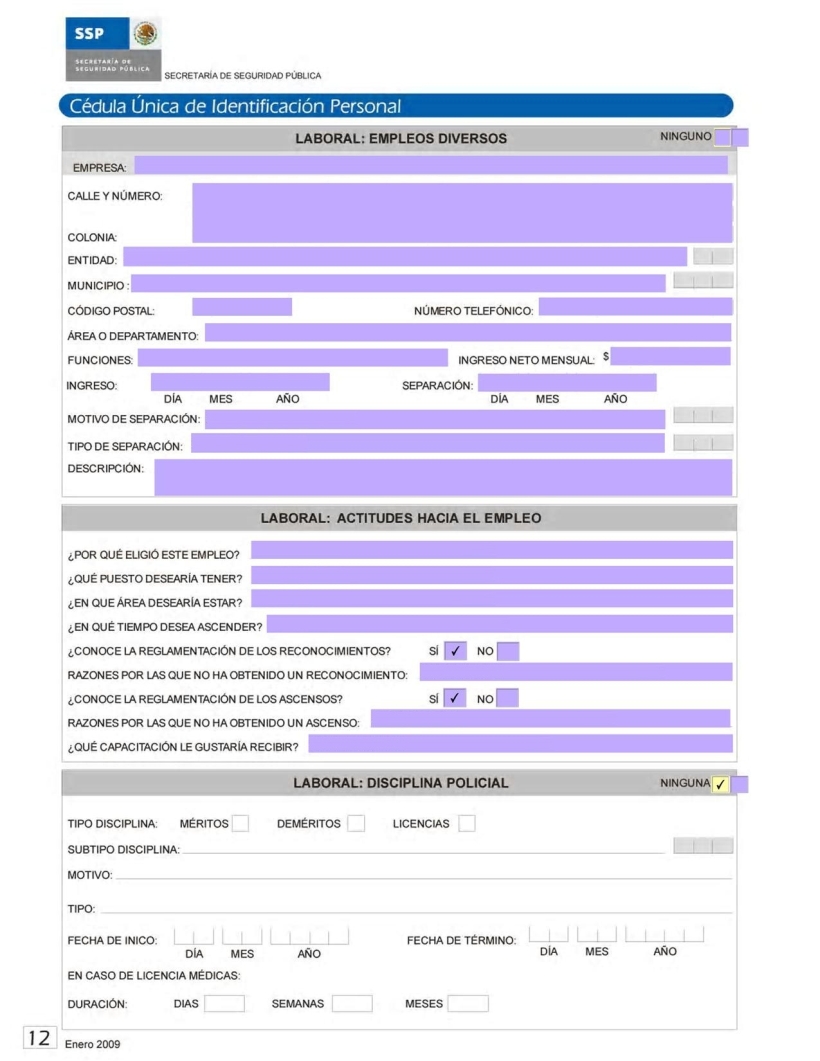 SSP
SECRETARÍA DE
SEGURIDAD PÚBLICA
SECRETARÍA DE SEGURIDAD PÚBLICA
Cédula Única de Identificación Personal
LABORAL: EMPLEOS DIVERSOS NINGUNO
EMPRESA:
CALLE Y NÚMERO:
COLONIA:
ENTIDAD:
MUNICIPIO :
CÓDIGO POSTAL: NÚMERO TELEFÓNICO:
ÁREA O DEPARTAMENTO:
FUNCIONES: INGRESO NETO MENSUAL: $
INGRESO: SEPARACIÓN:
DÍA MES AÑO DÍA MES AÑO
MOTIVO DE SEPARACIÓN:
TIPO DE SEPARACIÓN:
DESCRIPCIÓN:
LABORAL: ACTITUDES HACIA EL EMPLEO
¿POR QUÉ ELIGIÓ ESTE EMPLEO?
¿QUÉ PUESTO DESEARÍA TENER?
¿EN QUE ÁREA DESEARÍA ESTAR?
¿EN QUÉ TIEMPO DESEA ASCENDER?
¿CONOCE LA REGLAMENTACIÓN DE LOS RECONOCIMIENTOS? SÍ ✓ NO
RAZONES POR LAS QUE NO HA OBTENIDO UN RECONOCIMIENTO:
¿CONOCE LA REGLAMENTACIÓN DE LOS ASCENSOS? SÍ ✓ NO
RAZONES POR LAS QUE NO HA OBTENIDO UN ASCENSO:
¿QUÉ CAPACITACIÓN LE GUSTARÍA RECIBIR?
LABORAL: DISCIPLINA POLICIAL NINGUNA ✓
TIPO DISCIPLINA: MÉRITOS DEMÉRITOS LICENCIAS
SUBTIPO DISCIPLINA:
MOTIVO:
TIPO:
FECHA DE INICO: FECHA DE TÉRMINO:
DÍA MES AÑO DÍA MES AÑO
EN CASO DE LICENCIA MÉDICAS:
DURACIÓN: DIAS SEMANAS MESES
12 Enero 2009